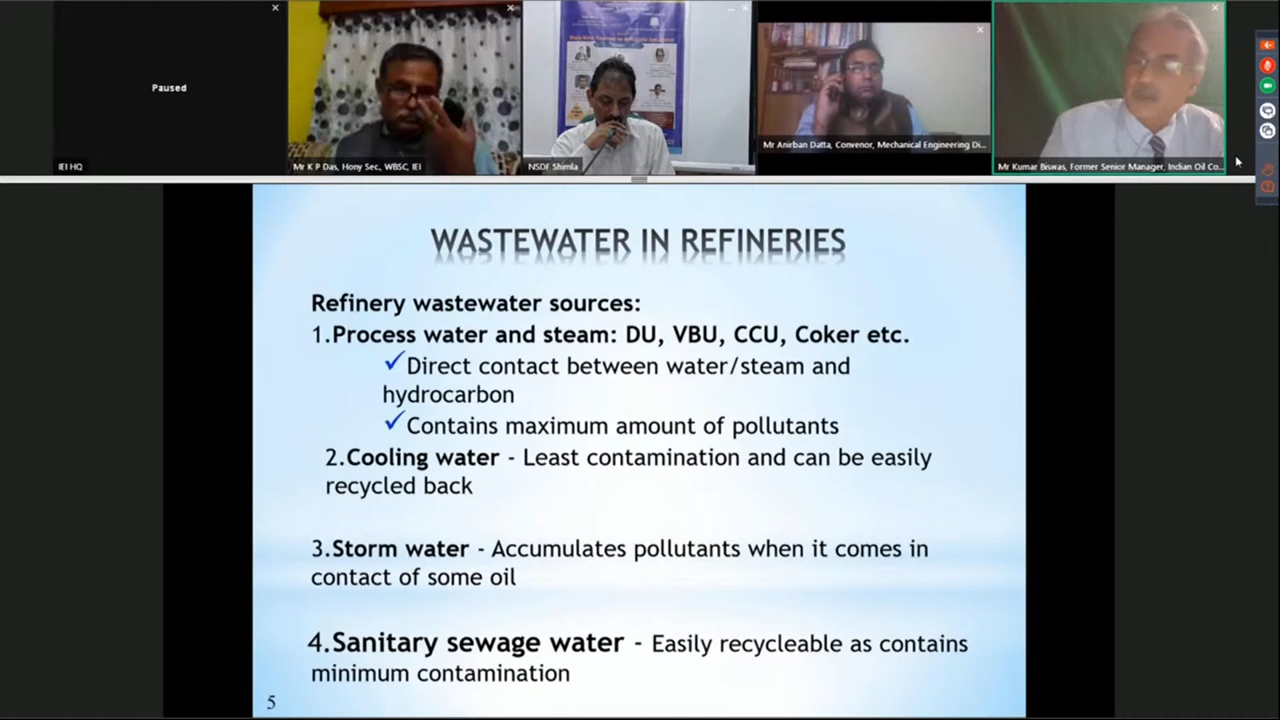 Paused
IEI HQ
Mr K P Das, Hony Sec., WBSC, IEI
NSDF Shimla
Mr Anirban Datta, Convenor, Mechanical Engineering Di...
Mr Kumar Biswas, Former Senior Manager, Indian Oil Co...
WASTEWATER IN REFINERIES
Refinery wastewater sources:
1.Process water and steam: DU, VBU, CCU, Coker etc.
✓Direct contact between water/steam and
hydrocarbon
✓Contains maximum amount of pollutants
2.Cooling water - Least contamination and can be easily
recycled back
3.Storm water - Accumulates pollutants when it comes in
contact of some oil
4.Sanitary sewage water - Easily recycleable as contains
minimum contamination
5